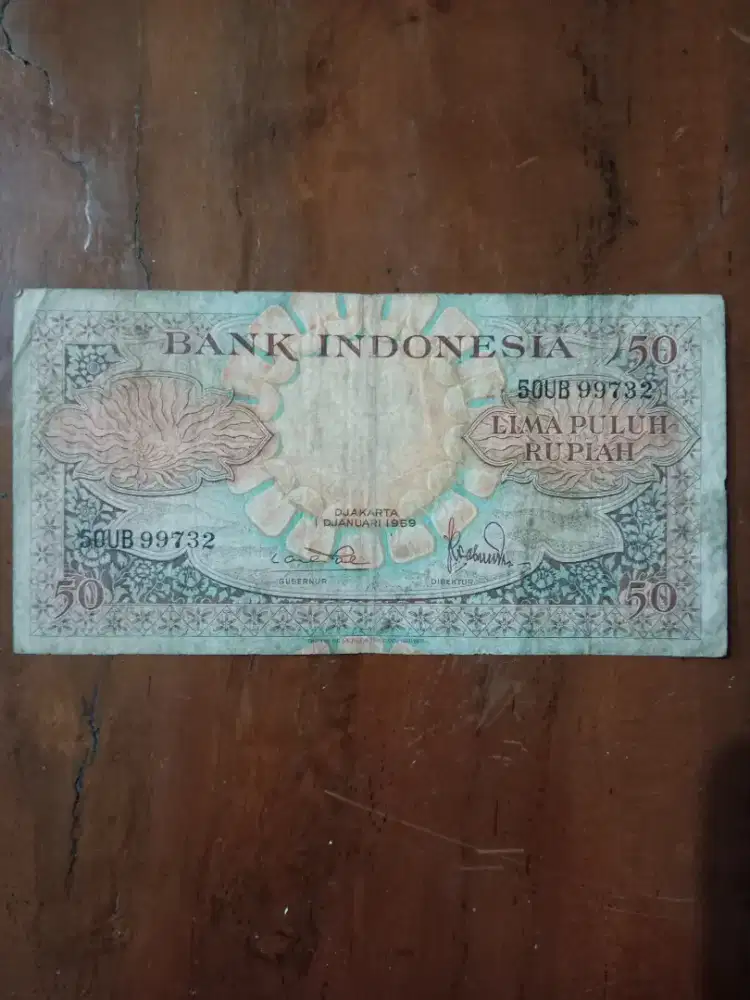 BANK INDONESIA 50
50UB 99732
LIMA PULUH
RUPIAH
DJAKARTA
1 DJANUARI 1959
50UB 99732
GUBERNUR DIREKTUR
50 50